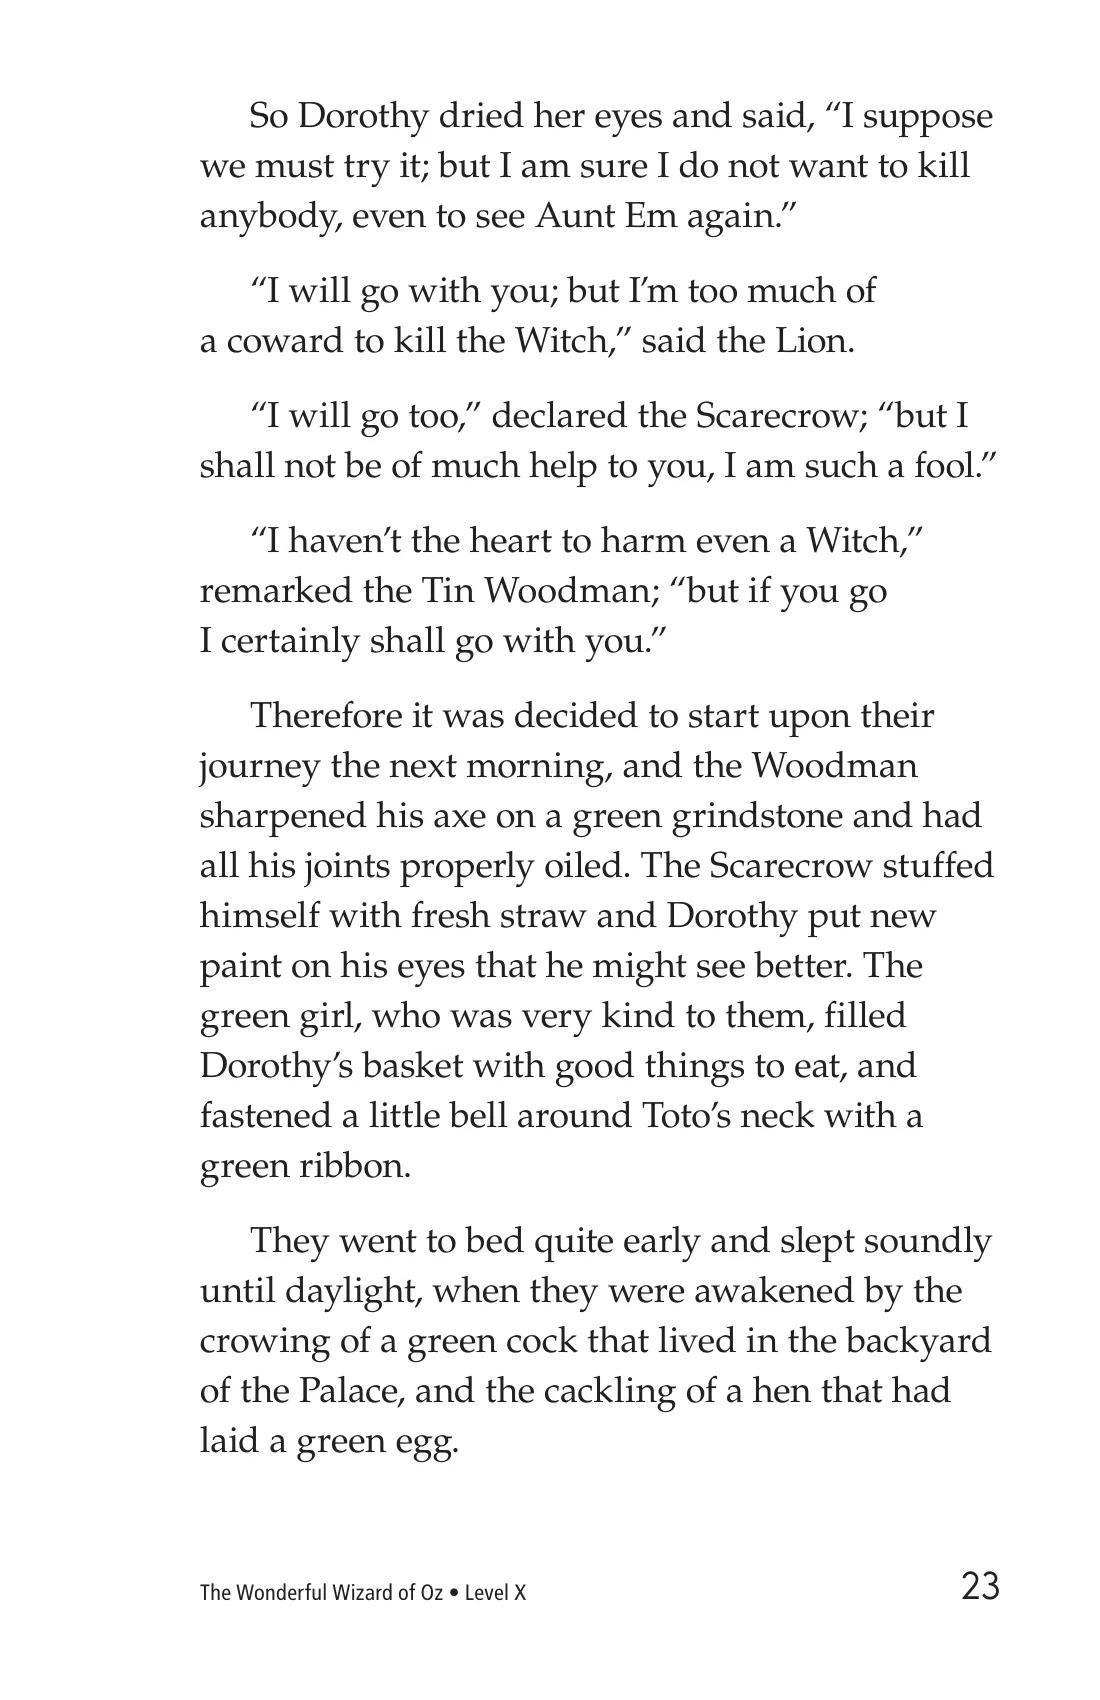 So Dorothy dried her eyes and said, “I suppose
we must try it; but I am sure I do not want to kill
anybody, even to see Aunt Em again.”
“I will go with you; but I’m too much of
a coward to kill the Witch,” said the Lion.
“I will go too,” declared the Scarecrow; “but I
shall not be of much help to you, I am such a fool.”
“I haven’t the heart to harm even a Witch,”
remarked the Tin Woodman; “but if you go
I certainly shall go with you.”
Therefore it was decided to start upon their
journey the next morning, and the Woodman
sharpened his axe on a green grindstone and had
all his joints properly oiled. The Scarecrow stuffed
himself with fresh straw and Dorothy put new
paint on his eyes that he might see better. The
green girl, who was very kind to them, filled
Dorothy’s basket with good things to eat, and
fastened a little bell around Toto’s neck with a
green ribbon.
They went to bed quite early and slept soundly
until daylight, when they were awakened by the
crowing of a green cock that lived in the backyard
of the Palace, and the cackling of a hen that had
laid a green egg.
The Wonderful Wizard of Oz • Level X 23